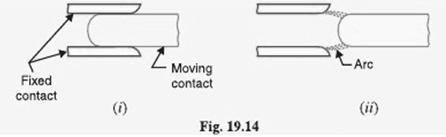 Fixed
contact
Moving
contact
Arc
(i)
(ii)
Fig. 19.14